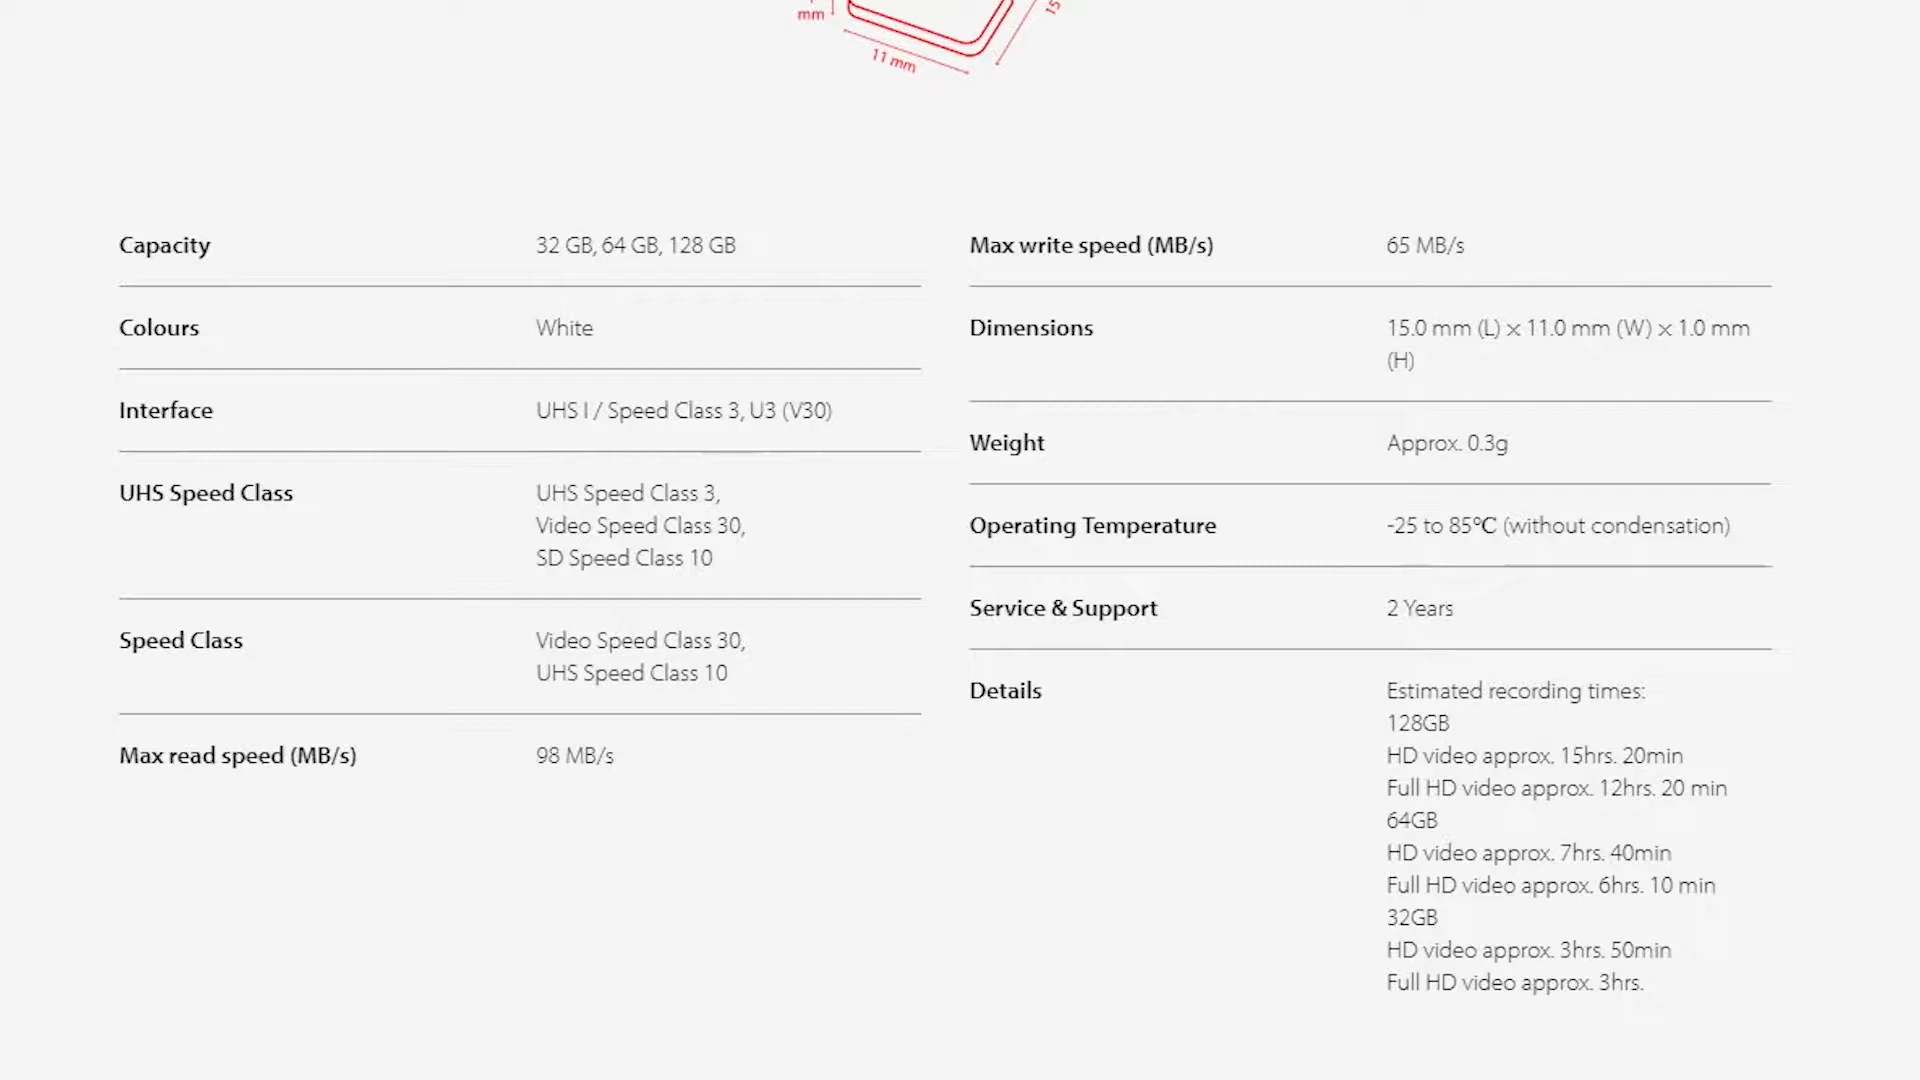 mm
15
11 mm
Capacity
32 GB, 64 GB, 128 GB
Colours
White
Interface
UHS I / Speed Class 3, U3 (V30)
UHS Speed Class
UHS Speed Class 3,
Video Speed Class 30,
SD Speed Class 10
Speed Class
Video Speed Class 30,
UHS Speed Class 10
Max read speed (MB/s)
98 MB/s
Max write speed (MB/s)
65 MB/s
Dimensions
15.0 mm (L) x 11.0 mm (W) x 1.0 mm
(H)
Weight
Approx. 0.3g
Operating Temperature
-25 to 85ºC (without condensation)
Service & Support
2 Years
Details
Estimated recording times:
128GB
HD video approx. 15hrs. 20min
Full HD video approx. 12hrs. 20 min
64GB
HD video approx. 7hrs. 40min
Full HD video approx. 6hrs. 10 min
32GB
HD video approx. 3hrs. 50min
Full HD video approx. 3hrs.